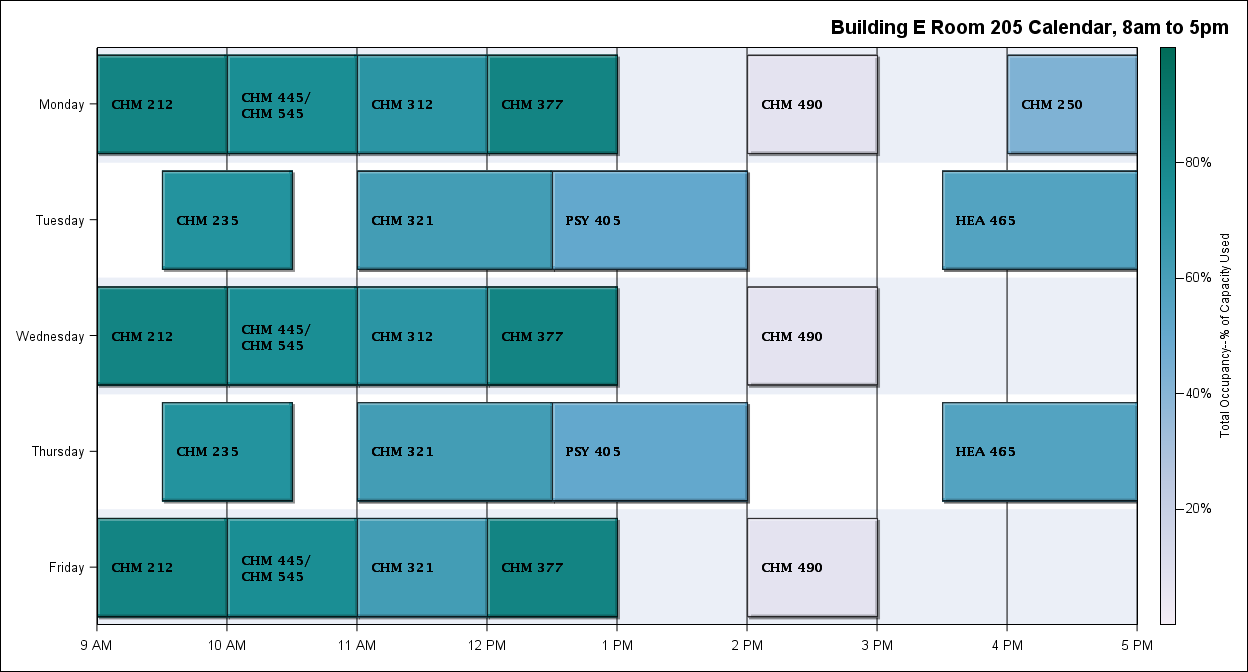 Building E Room 205 Calendar, 8am to 5pm
Monday
CHM 212
CHM 445/
CHM 545
CHM 312
CHM 377
CHM 490
CHM 250
Tuesday
CHM 235
CHM 321
PSY 405
HEA 465
Wednesday
CHM 212
CHM 445/
CHM 545
CHM 312
CHM 377
CHM 490
Thursday
CHM 235
CHM 321
PSY 405
HEA 465
Friday
CHM 212
CHM 445/
CHM 545
CHM 321
CHM 377
CHM 490
9 AM
10 AM
11 AM
12 PM
1 PM
2 PM
3 PM
4 PM
5 PM
80%
60%
40%
20%
Total Occupancy--% of Capacity Used